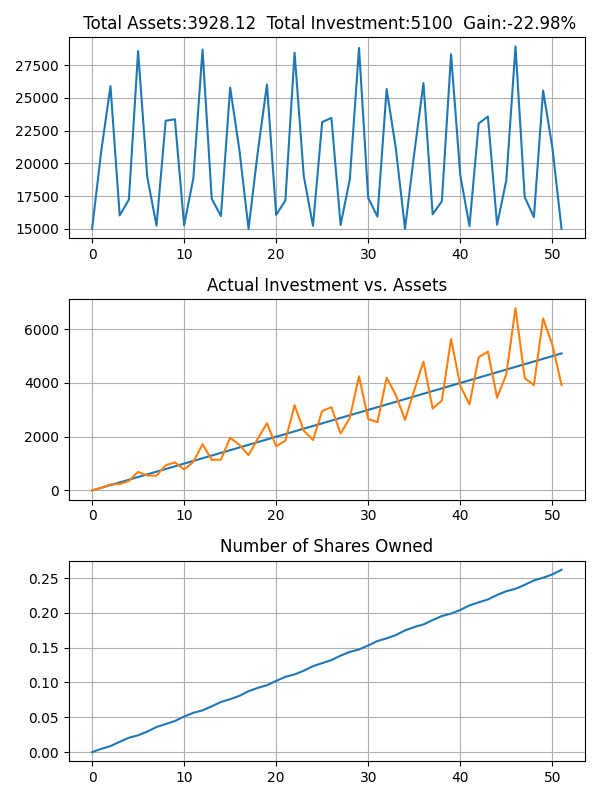 Total Assets:3928.12 Total Investment:5100 Gain:-22.98%
27500
25000
22500
20000
17500
15000
0 10 20 30 40 50
Actual Investment vs. Assets
6000
4000
2000
0
0 10 20 30 40 50
Number of Shares Owned
0.25
0.20
0.15
0.10
0.05
0.00
0 10 20 30 40 50